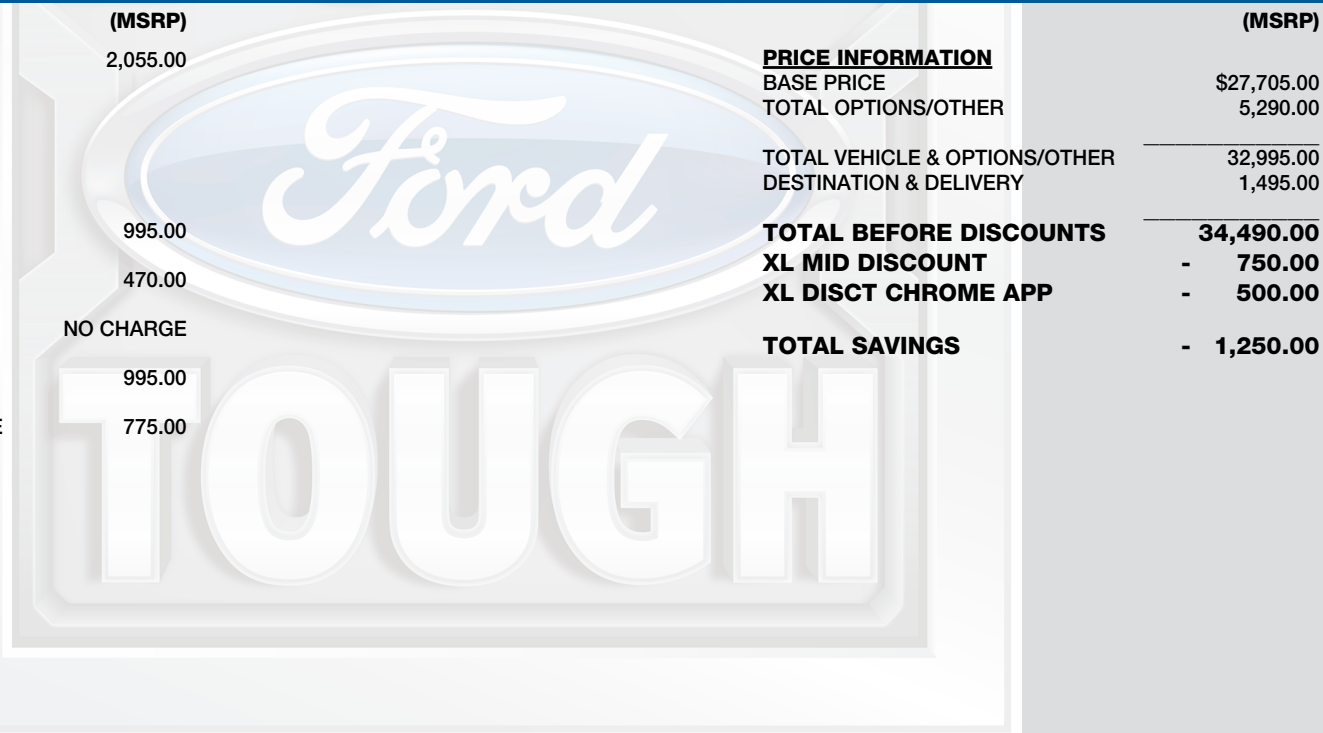 (MSRP)
2,055.00
995.00
470.00
NO CHARGE
995.00
E 775.00
Ford
TOUGH
(MSRP)
PRICE INFORMATION
BASE PRICE $27,705.00
TOTAL OPTIONS/OTHER 5,290.00
TOTAL VEHICLE & OPTIONS/OTHER 32,995.00
DESTINATION & DELIVERY 1,495.00
TOTAL BEFORE DISCOUNTS 34,490.00
XL MID DISCOUNT - 750.00
XL DISCT CHROME APP - 500.00
TOTAL SAVINGS - 1,250.00